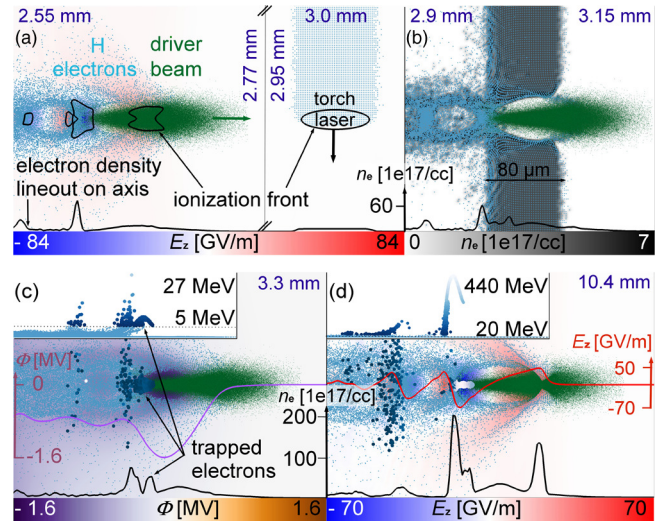 2.55 mm
3.0 mm
2.9 mm
3.15 mm
(a)
H
electrons
driver
beam
2.77 mm
2.95 mm
(b)
torch
laser
electron density
lineout on axis
ionization front
nₑ [1e17/cc]
60
80 µm
- 84
E_z [GV/m]
84
0
nₑ [1e17/cc]
7
(c)
27 MeV
5 MeV
3.3 mm
(d)
440 MeV
20 MeV
10.4 mm
Φ [MV]
0
-1.6
nₑ [1e17/cc]
200
100
E_z [GV/m]
50
-70
trapped
electrons
- 1.6
Φ [MV]
1.6
- 70
E_z [GV/m]
70